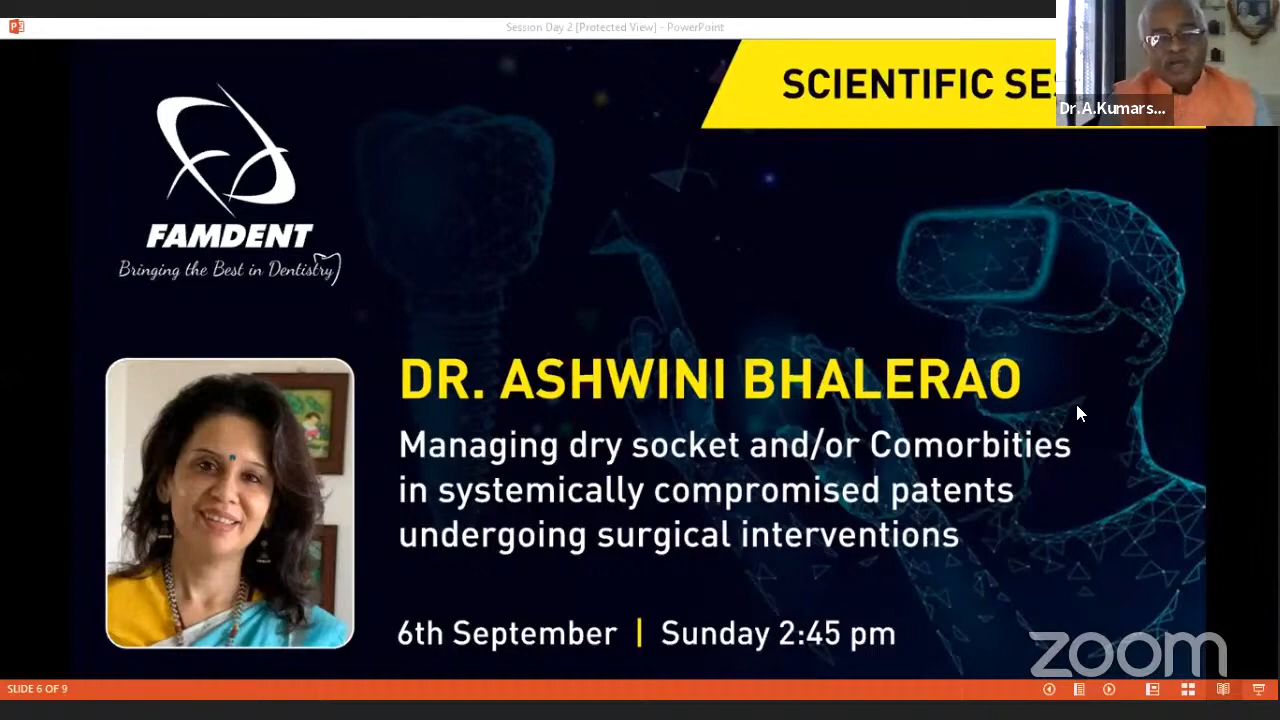 Session Day 2 [Protected View] - PowerPoint
SCIENTIFIC
Dr.A.Kumars...
FAMDENT
Bringing the Best in Dentistry
DR. ASHWINI BHALERAO
Managing dry socket and/or Comorbities
in systemically compromised patents
undergoing surgical interventions
6th September | Sunday 2:45 pm
zoom
SLIDE 6 OF 9